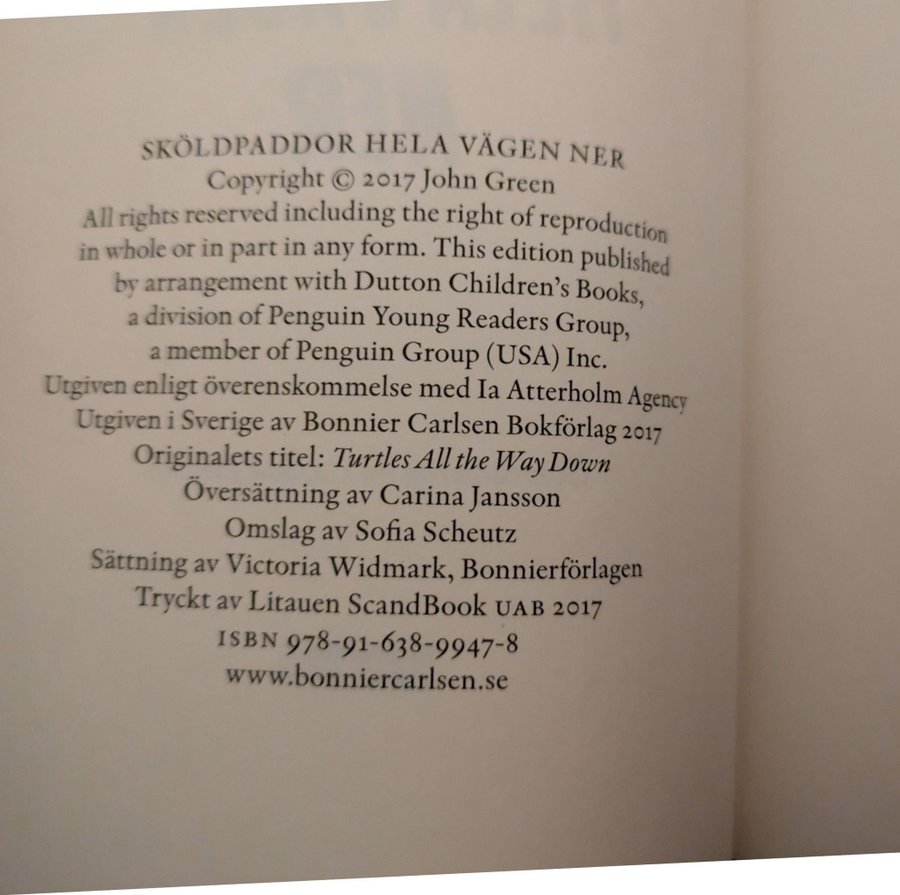 SKÖLDPADDOR HELA VÄGEN NER
Copyright © 2017 John Green
All rights reserved including the right of reproduction
in whole or in part in any form. This edition published
by arrangement with Dutton Children's Books,
a division of Penguin Young Readers Group,
a member of Penguin Group (USA) Inc.
Utgiven enligt överenskommelse med Ia Atterholm Agency
Utgiven i Sverige av Bonnier Carlsen Bokförlag 2017
Originalets titel: Turtles All the Way Down
Översättning av Carina Jansson
Omslag av Sofia Scheutz
Sättning av Victoria Widmark, Bonnierförlagen
Tryckt av Litauen ScandBook UAB 2017
ISBN 978-91-638-9947-8
www.bonniercarlsen.se